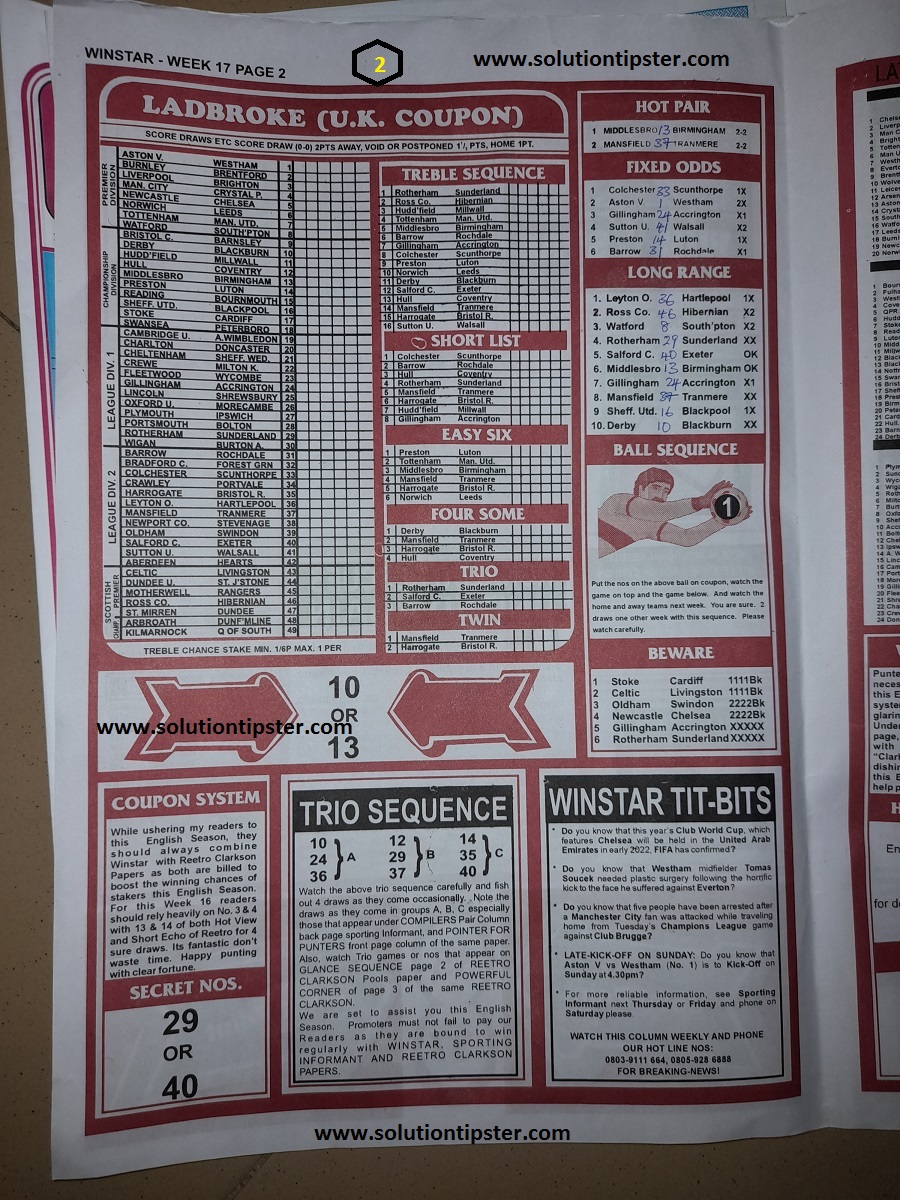 WINSTAR - WEEK 17 PAGE 2
2
www.solutiontipster.com
LADBROKE (U.K. COUPON)
SCORE DRAWS ETC SCORE DRAW (0-0) 2PTS AWAY, VOID OR POSTPONED 1½, PTS, HOME 1PT.
PREMIER DIVISION
ASTON V. WESTHAM 1
BURNLEY BRENTFORD 2
LIVERPOOL BRIGHTON 3
MAN. CITY CRYSTAL P. 4
NEWCASTLE CHELSEA 5
NORWICH LEEDS 6
TOTTENHAM MAN. UTD. 7
WATFORD SOUTH'PTON 8
CHAMPIONSHIP DIVISION
BRISTOL C. BARNSLEY 9
DERBY BLACKBURN 10
HUDD'FIELD MILLWALL 11
HULL COVENTRY 12
MIDDLESBRO BIRMINGHAM 13
PRESTON LUTON 14
READING BOURNMOUTH 15
SHEFF. UTD. BLACKPOOL 16
STOKE CARDIFF 17
SWANSEA PETERBORO 18
LEAGUE DIV. 1
CAMBRIDGE U. A.WIMBLEDON 19
CHARLTON DONCASTER 20
CHELTENHAM SHEFF. WED. 21
CREWE MILTON K. 22
FLEETWOOD WYCOMBE 23
GILLINGHAM ACCRINGTON 24
LINCOLN SHREWSBURY 25
OXFORD U. MORECAMBE 26
PLYMOUTH IPSWICH 27
PORTSMOUTH BOLTON 28
ROTHERHAM SUNDERLAND 29
WIGAN BURTON A. 30
LEAGUE DIV. 2
BARROW ROCHDALE 31
BRADFORD C. FOREST GRN 32
COLCHESTER SCUNTHORPE 33
CRAWLEY PORTVALE 34
HARROGATE BRISTOL R. 35
LEYTON O. HARTLEPOOL 36
MANSFIELD TRANMERE 37
NEWPORT CO. STEVENAGE 38
OLDHAM SWINDON 39
SALFORD C. EXETER 40
SUTTON U. WALSALL 41
SCOTTISH PREMIER
ABERDEEN HEARTS 42
CELTIC LIVINGSTON 43
DUNDEE U. ST. J'STONE 44
MOTHERWELL RANGERS 45
ROSS CO. HIBERNIAN 46
ST. MIRREN DUNDEE 47
CHMP 1
ARBROATH DUNF'MLINE 48
KILMARNOCK Q OF SOUTH 49
TREBLE CHANCE STAKE MIN. 1/6P MAX. 1 PER
TREBLE SEQUENCE
1 Rotherham Sunderland
2 Ross Co. Hibernian
3 Hudd'field Millwall
4 Tottenham Man. Utd.
5 Middlesbro Birmingham
6 Barrow Rochdale
7 Gillingham Accrington
8 Colchester Scunthorpe
9 Preston Luton
10 Norwich Leeds
11 Derby Blackburn
12 Salford C. Exeter
13 Hull Coventry
14 Mansfield Tranmere
15 Harrogate Bristol R.
16 Sutton U. Walsall
SHORT LIST
1 Colchester Scunthorpe
2 Barrow Rochdale
3 Hull Coventry
4 Rotherham Sunderland
5 Mansfield Tranmere
6 Harrogate Bristol R.
7 Hudd'field Millwall
8 Gillingham Accrington
EASY SIX
1 Preston Luton
2 Tottenham Man. Utd.
3 Middlesbro Birmingham
4 Mansfield Tranmere
5 Harrogate Bristol R.
6 Norwich Leeds
FOUR SOME
1 Derby Blackburn
2 Mansfield Tranmere
3 Harrogate Bristol R.
4 Hull Coventry
TRIO
1 Rotherham Sunderland
2 Salford C. Exeter
3 Barrow Rochdale
TWIN
1 Mansfield Tranmere
2 Harrogate Bristol R.
HOT PAIR
1 MIDDLESBRO 13 BIRMINGHAM 2-2
2 MANSFIELD 37 TRANMERE 2-2
FIXED ODDS
1 Colchester 33 Scunthorpe 1X
2 Aston V 1 Westham 2X
3 Gillingham 24 Accrington X1
4 Sutton U. 41 Walsall X2
5 Preston 14 Luton 1X
6 Barrow 31 Rochdale X1
LONG RANGE
1. Leyton O. 36 Hartlepool 1X
2. Ross Co. 46 Hibernian X2
3. Watford 8 South'pton X2
4. Rotherham 29 Sunderland XX
5. Salford C. 40 Exeter OK
6. Middlesbro 13 Birmingham OK
7. Gillingham 24 Accrington X1
8. Mansfield 37 Tranmere XX
9 Sheff. Utd. 16 Blackpool 1X
10. Derby 10 Blackburn XX
BALL SEQUENCE
1
Put the nos on the above ball on coupon, watch the
game on top and the game below. And watch the
home and away teams next week. You are sure. 2
draws one other week with this sequence. Please
watch carefully.
BEWARE
1 Stoke Cardiff 1111Bk
2 Celtic Livingston 1111Bk
3 Oldham Swindon 2222Bk
4 Newcastle Chelsea 2222Bk
5 Gillingham Accrington XXXXX
6 Rotherham Sunderland XXXXX
10
OR
13
www.solutiontipster.com
COUPON SYSTEM
While ushering my readers to
this English Season, they
should always combine
Winstar with Reetro Clarkson
Papers as both are billed to
boost the winning chances of
stakers this English Season.
For this Week 16 readers
should rely heavily on No. 3 & 4
with 13 & 14 of both Hot View
and Short Echo of Reetro for 4
sure draws. Its fantastic don't
waste time. Happy punting
with clear fortune.
SECRET NOS.
29
OR
40
TRIO SEQUENCE
10 12 14
24 A 29 B 35 C
36 37 40
Watch the above trio sequence carefully and fish
out 4 draws as they come occasionally. Note the
draws as they come in groups A, B, C especially
those that appear under COMPILERS Pair Column
back page sporting Informant, and POINTER FOR
PUNTERS front page column of the same paper.
Also, watch Trio games or nos that appear on
GLANCE SEQUENCE page 2 of REETRO
CLARKSON Pools paper and POWERFUL
CORNER of page 3 of the same REETRO
CLARKSON.
We are set to assist you this English
Season. Promoters must not fail to pay our
Readers as they are bound to win
regularly with WINSTAR, SPORTING
INFORMANT AND REETRO CLARKSON
PAPERS.
WINSTAR TIT-BITS
* Do you know that this year's Club World Cup, which
features Chelsea will be held in the United Arab
Emirates in early 2022, FIFA has confirmed?
* Do you know that Westham midfielder Tomas
Soucek needed plastic surgery following the horrific
kick to the face he suffered against Everton?
* Do you know that five people have been arrested after
a Manchester City fan was attacked while traveling
home from Tuesday's Champions League game
against Club Brugge?
* LATE-KICK-OFF ON SUNDAY: Do you know that
Aston V vs Westham (No. 1) is to Kick-Off on
Sunday at 4.30pm?
* For more reliable information, see Sporting
Informant next Thursday or Friday and phone on
Saturday please.
WATCH THIS COLUMN WEEKLY AND PHONE
OUR HOT LINE NOS:
0803-9111 664, 0805-928 6888
FOR BREAKING-NEWS!
www.solutiontipster.com